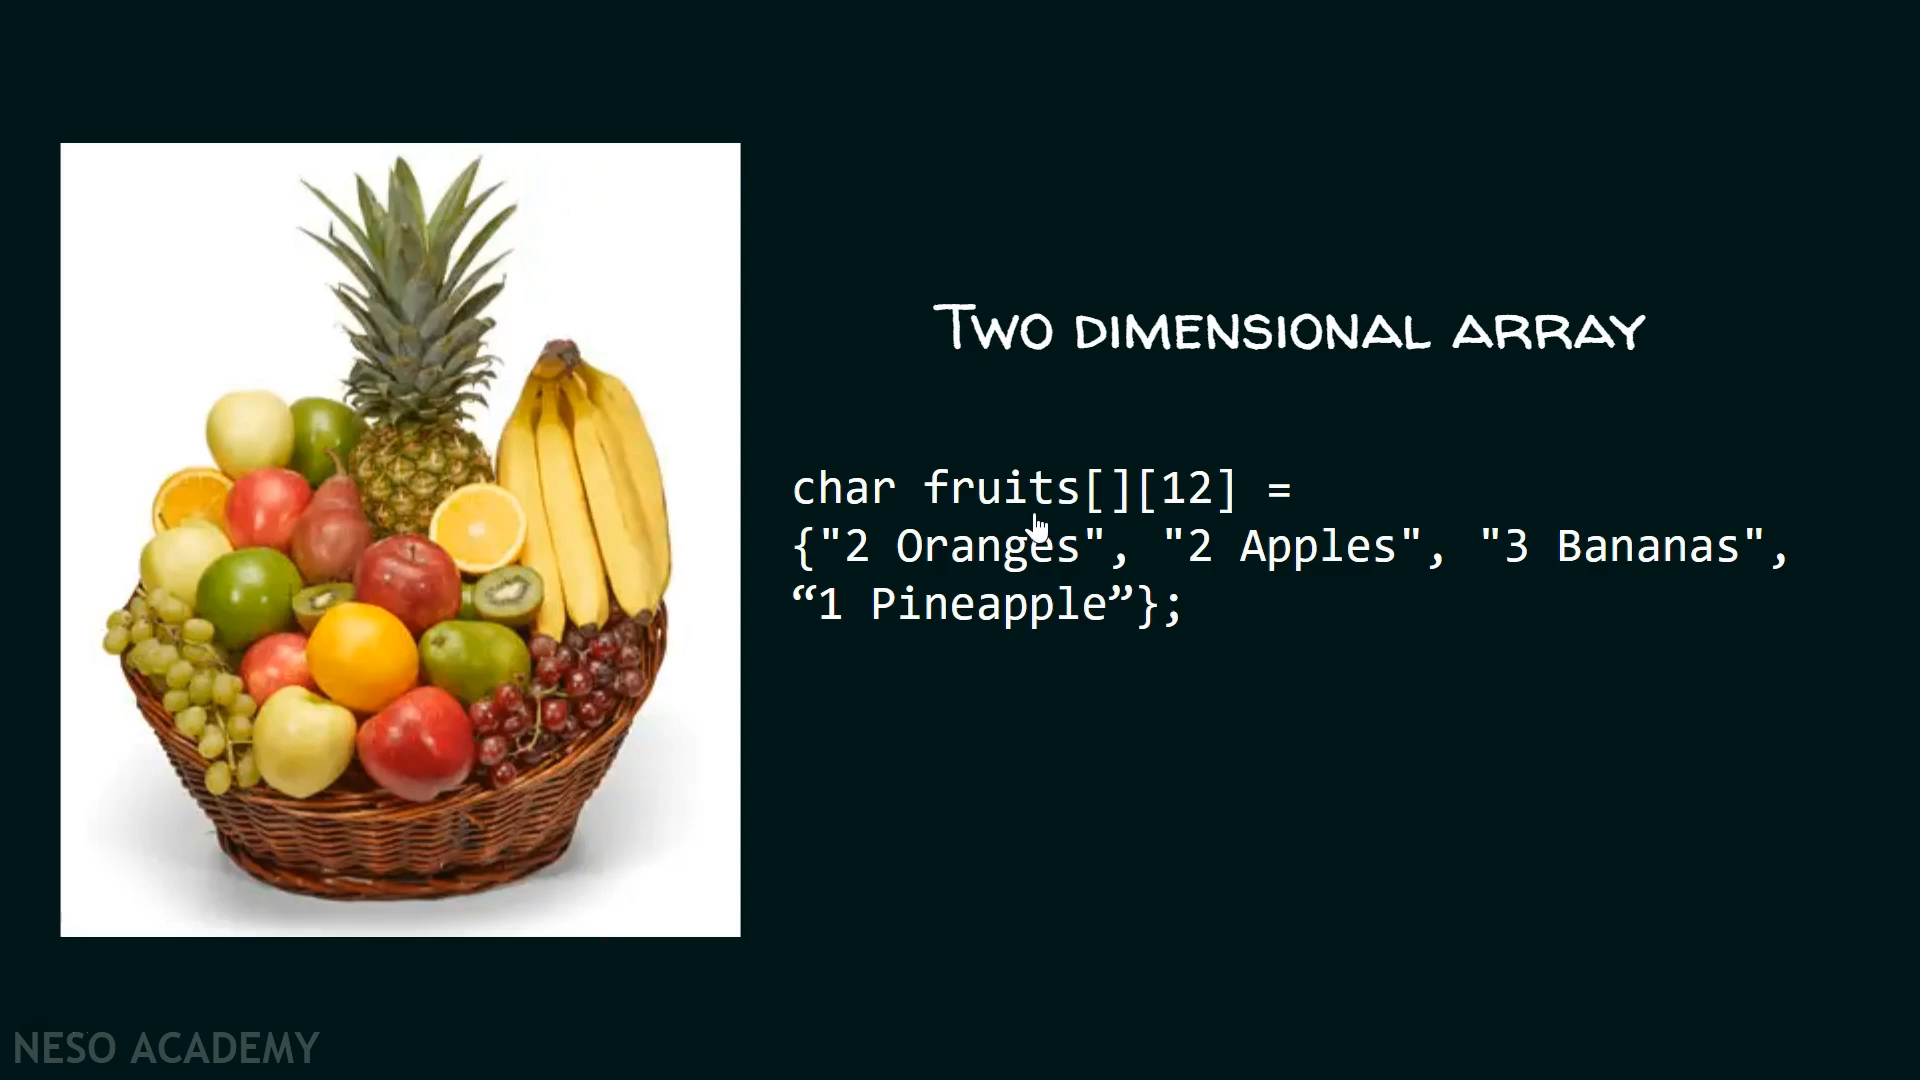 Two dimensional array
char fruits[][12] =
{"2 Oranges", "2 Apples", "3 Bananas",
“1 Pineapple”};
NESO ACADEMY